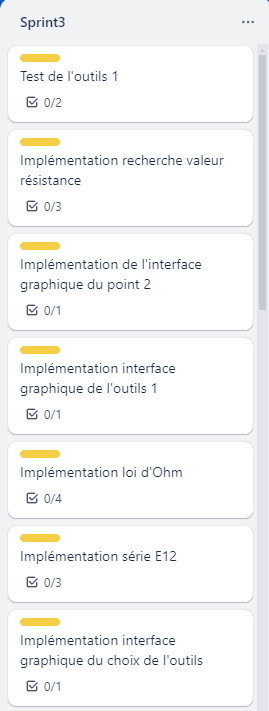 Sprint3
Test de l'outils 1
0/2
Implémentation recherche valeur
résistance
0/3
Implémentation de l'interface
graphique du point 2
0/1
Implémentation interface
graphique de l'outils 1
0/1
Implémentation loi d'Ohm
0/4
Implémentation série E12
0/3
Implémentation interface
graphique du choix de l'outils
0/1